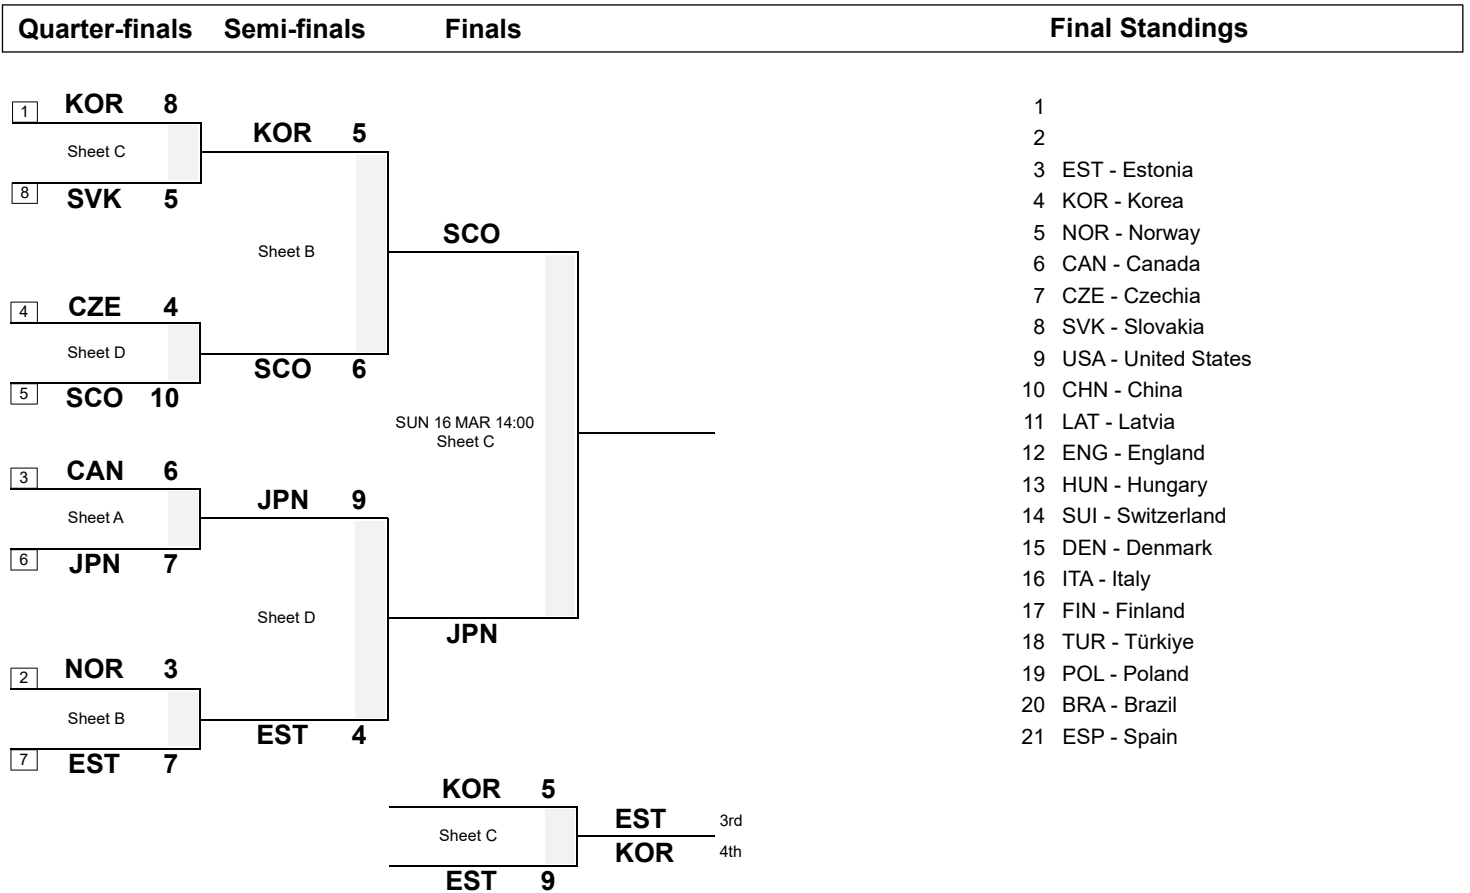 Quarter-finals Semi-finals Finals Final Standings
1 KOR 8
Sheet C
8 SVK 5
KOR 5
Sheet B
SCO 6
4 CZE 4
Sheet D
5 SCO 10
3 CAN 6
Sheet A
6 JPN 7
JPN 9
Sheet D
EST 4
2 NOR 3
Sheet B
7 EST 7
SCO
SUN 16 MAR 14:00
Sheet C
JPN
KOR 5
Sheet C
EST 9
EST 3rd
KOR 4th
1
2
3 EST - Estonia
4 KOR - Korea
5 NOR - Norway
6 CAN - Canada
7 CZE - Czechia
8 SVK - Slovakia
9 USA - United States
10 CHN - China
11 LAT - Latvia
12 ENG - England
13 HUN - Hungary
14 SUI - Switzerland
15 DEN - Denmark
16 ITA - Italy
17 FIN - Finland
18 TUR - Türkiye
19 POL - Poland
20 BRA - Brazil
21 ESP - Spain